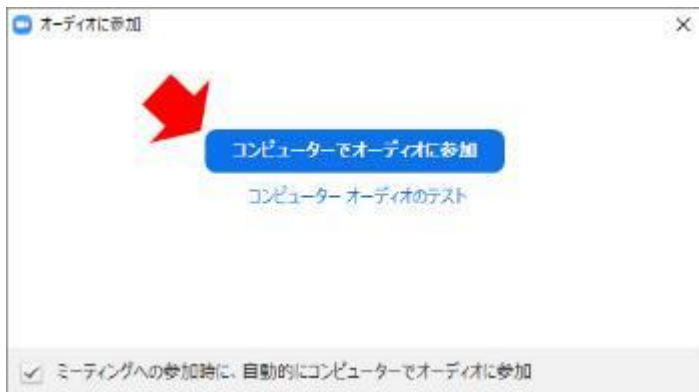 オーディオに参加
コンピューターでオーディオに参加
コンピューター オーディオのテスト
ミーティングへの参加時に、自動的にコンピューターでオーディオに参加